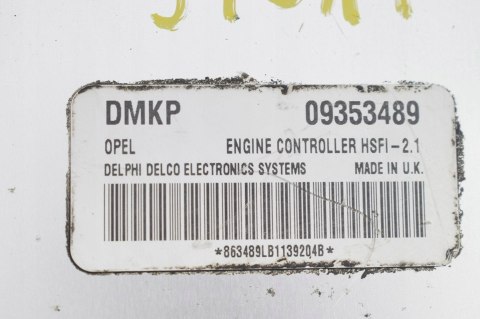 DMKP 09353489
OPEL ENGINE CONTROLLER HSFI-2.1
DELPHI DELCO ELECTRONICS SYSTEMS MADE IN U.K.
*863489LB1139204B*